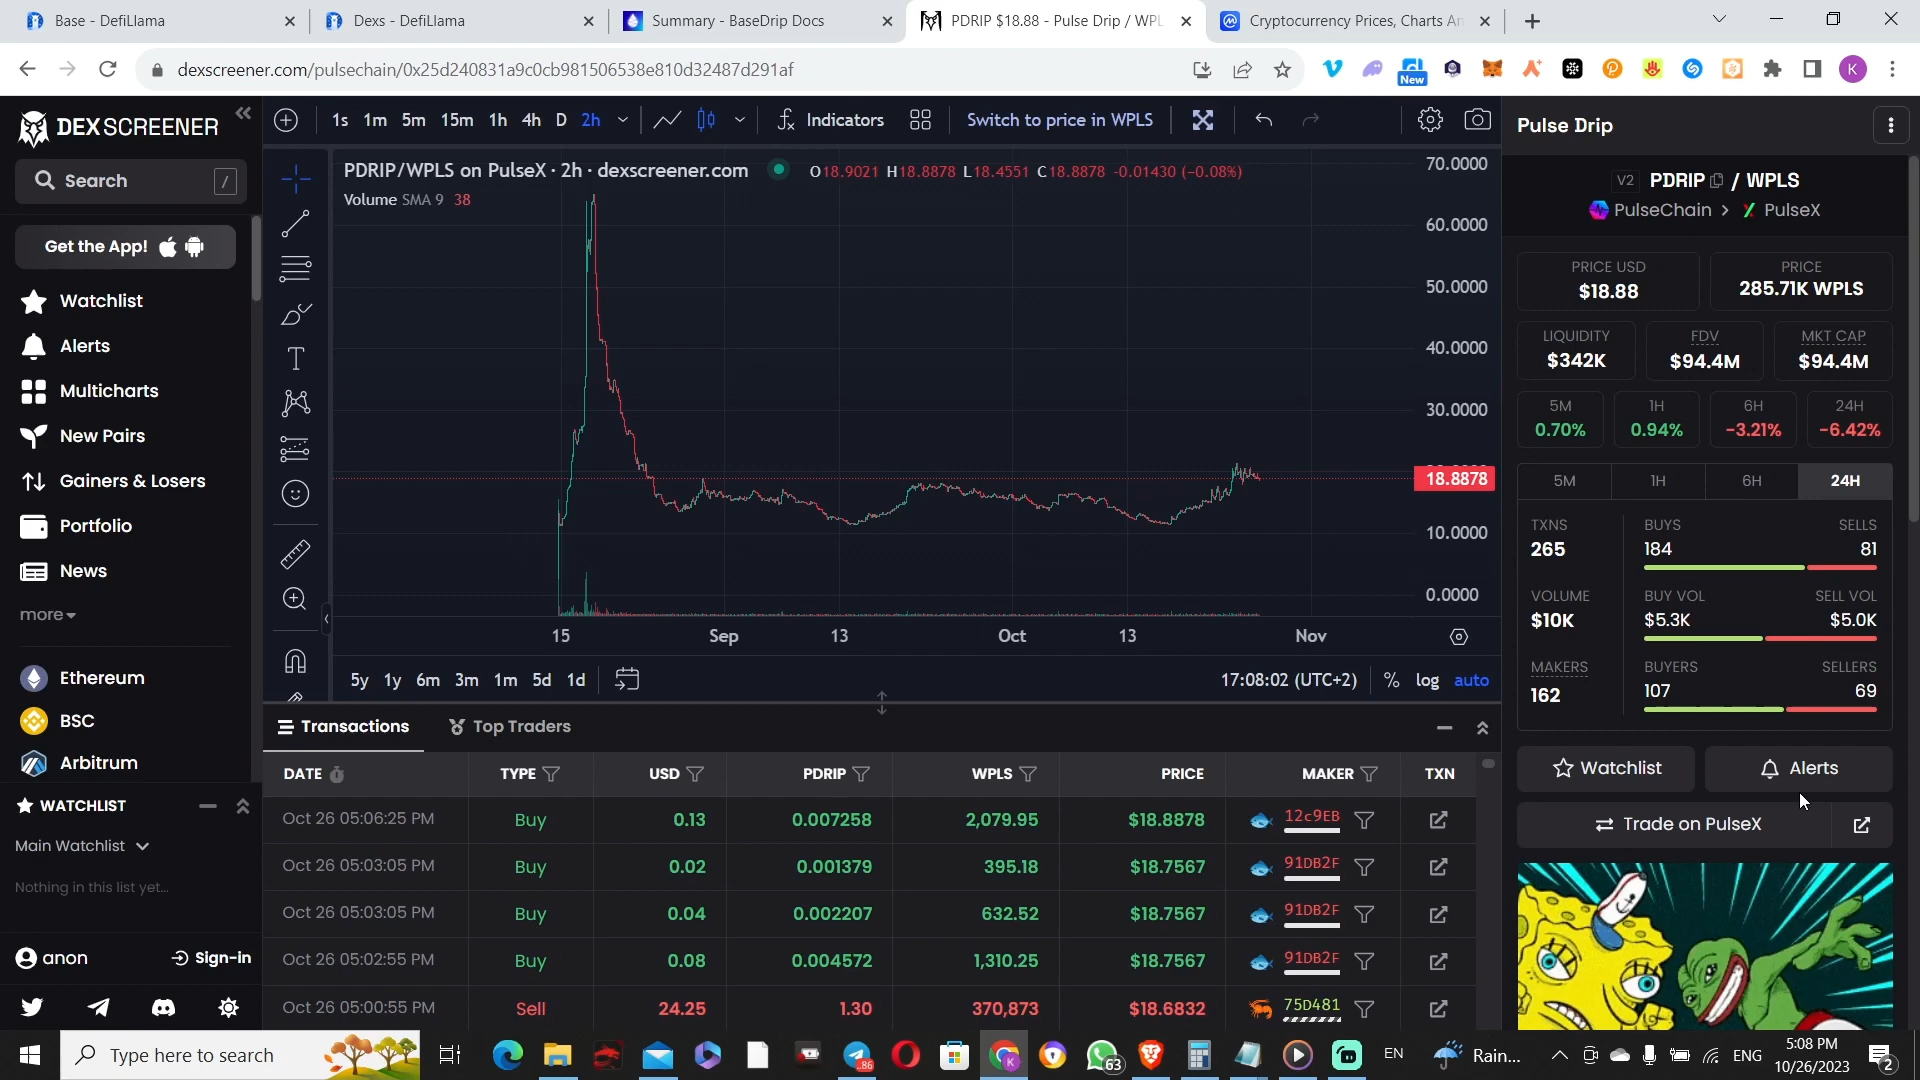 Base - DefiLlama
Dexs - DefiLlama
Summary - BaseDrip Docs
PDRIP $18.88 - Pulse Drip / WPL
Cryptocurrency Prices, Charts An
dexscreener.com/pulsechain/0x25d240831a9c0cb981506538e810d32487d291af
New
K
DEX SCREENER
1s 1m 5m 15m 1h 4h D 2h
Indicators
Switch to price in WPLS
Pulse Drip
Search
/
Get the App!
Watchlist
Alerts
Multicharts
New Pairs
Gainers & Losers
Portfolio
News
more
Ethereum
BSC
Arbitrum
WATCHLIST
Main Watchlist
Nothing in this list yet...
anon
Sign-in
PDRIP/WPLS on PulseX · 2h · dexscreener.com
O18.9021 H18.8878 L18.4551 C18.8878 -0.01430 (-0.08%)
Volume SMA 9 38
70.0000
60.0000
50.0000
40.0000
30.0000
18.8878
10.0000
0.0000
15 Sep 13 Oct 13 Nov
5y 1y 6m 3m 1m 5d 1d
17:08:02 (UTC+2) % log auto
Transactions
Top Traders
DATE TYPE USD PDRIP WPLS PRICE MAKER TXN
Oct 26 05:06:25 PM Buy 0.13 0.007258 2,079.95 $18.8878 12c9EB
Oct 26 05:03:05 PM Buy 0.02 0.001379 395.18 $18.7567 91DB2F
Oct 26 05:03:05 PM Buy 0.04 0.002207 632.52 $18.7567 91DB2F
Oct 26 05:02:55 PM Buy 0.08 0.004572 1,310.25 $18.7567 91DB2F
Oct 26 05:00:55 PM Sell 24.25 1.30 370,873 $18.6832 75D481
V2 PDRIP / WPLS
PulseChain > PulseX
PRICE USD
$18.88
PRICE
285.71K WPLS
LIQUIDITY
$342K
FDV
$94.4M
MKT CAP
$94.4M
5M
0.70%
1H
0.94%
6H
-3.21%
24H
-6.42%
5M 1H 6H 24H
TXNS
265
BUYS
184
SELLS
81
VOLUME
$10K
BUY VOL
$5.3K
SELL VOL
$5.0K
MAKERS
162
BUYERS
107
SELLERS
69
Watchlist
Alerts
Trade on PulseX
Type here to search
86
63
EN
Rain...
ENG
5:08 PM
10/26/2023
2